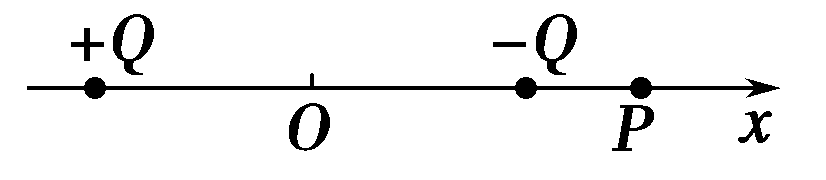 +Q −Q
O P x